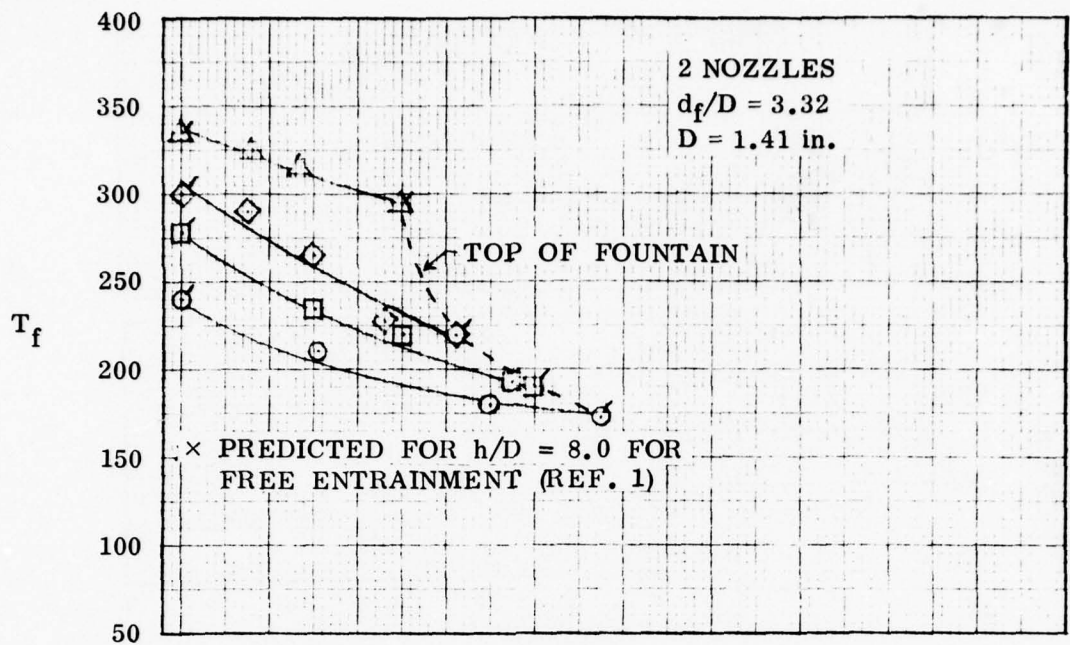 400
2 NOZZLES
350
d_f/D = 3.32
D = 1.41 in.
300
TOP OF FOUNTAIN
250
T_f
200
× PREDICTED FOR h/D = 8.0 FOR
150
FREE ENTRAINMENT (REF. 1)
100
50